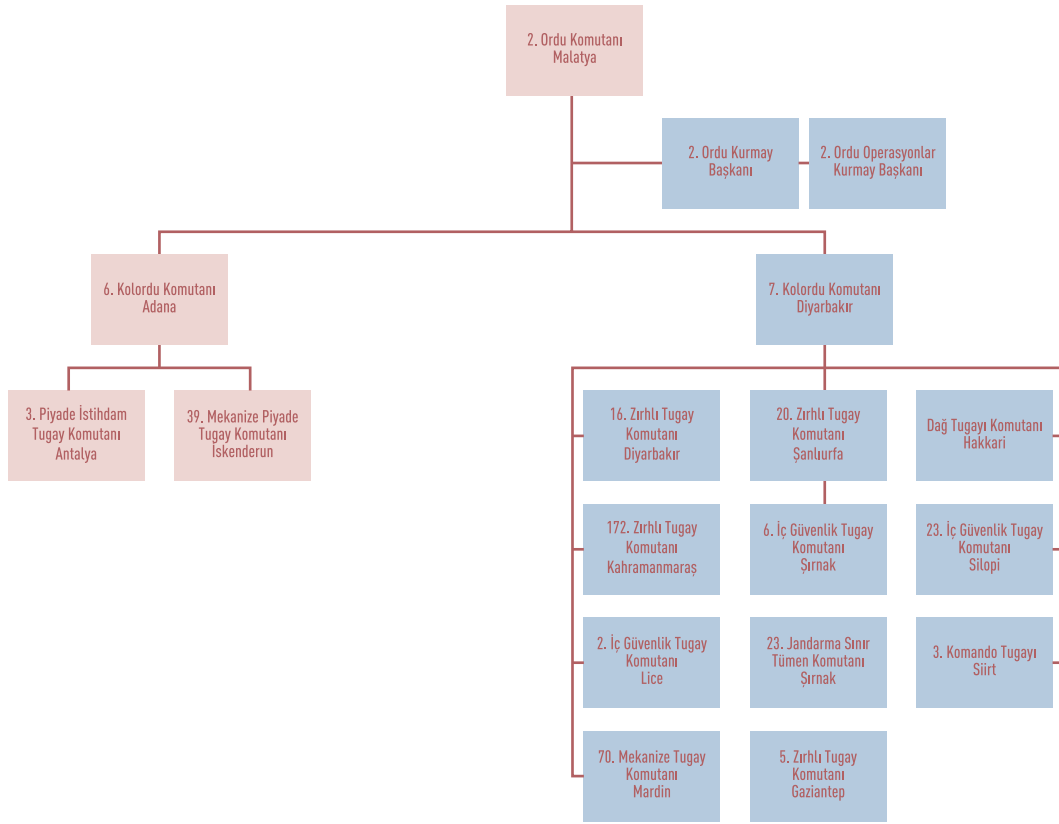 2. Ordu Komutanı
Malatya
2. Ordu Kurmay
Başkanı
2. Ordu Operasyonlar
Kurmay Başkanı
6. Kolordu Komutanı
Adana
7. Kolordu Komutanı
Diyarbakır
3. Piyade İstihdam
Tugay Komutanı
Antalya
39. Mekanize Piyade
Tugay Komutanı
İskenderun
16. Zırhlı Tugay
Komutanı
Diyarbakır
20. Zırhlı Tugay
Komutanı
Şanlıurfa
Dağ Tugayı Komutanı
Hakkari
172. Zırhlı Tugay
Komutanı
Kahramanmaraş
6. İç Güvenlik Tugay
Komutanı
Şırnak
23. İç Güvenlik Tugay
Komutanı
Silopi
2. İç Güvenlik Tugay
Komutanı
Lice
23. Jandarma Sınır
Tümen Komutanı
Şırnak
3. Komando Tugayı
Siirt
70. Mekanize Tugay
Komutanı
Mardin
5. Zırhlı Tugay
Komutanı
Gaziantep